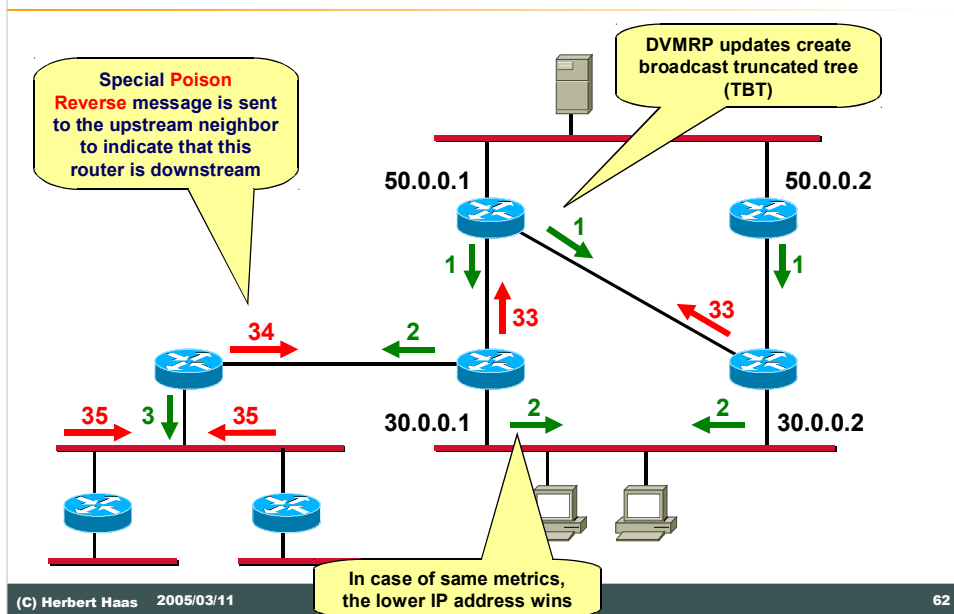 Special Poison
Reverse message is sent
to the upstream neighbor
to indicate that this
router is downstream
DVMRP updates create
broadcast truncated tree
(TBT)
50.0.0.1
50.0.0.2
1
1
1
33
33
34
2
3
35
35
30.0.0.1
2
2
30.0.0.2
In case of same metrics,
the lower IP address wins
(C) Herbert Haas 2005/03/11
62